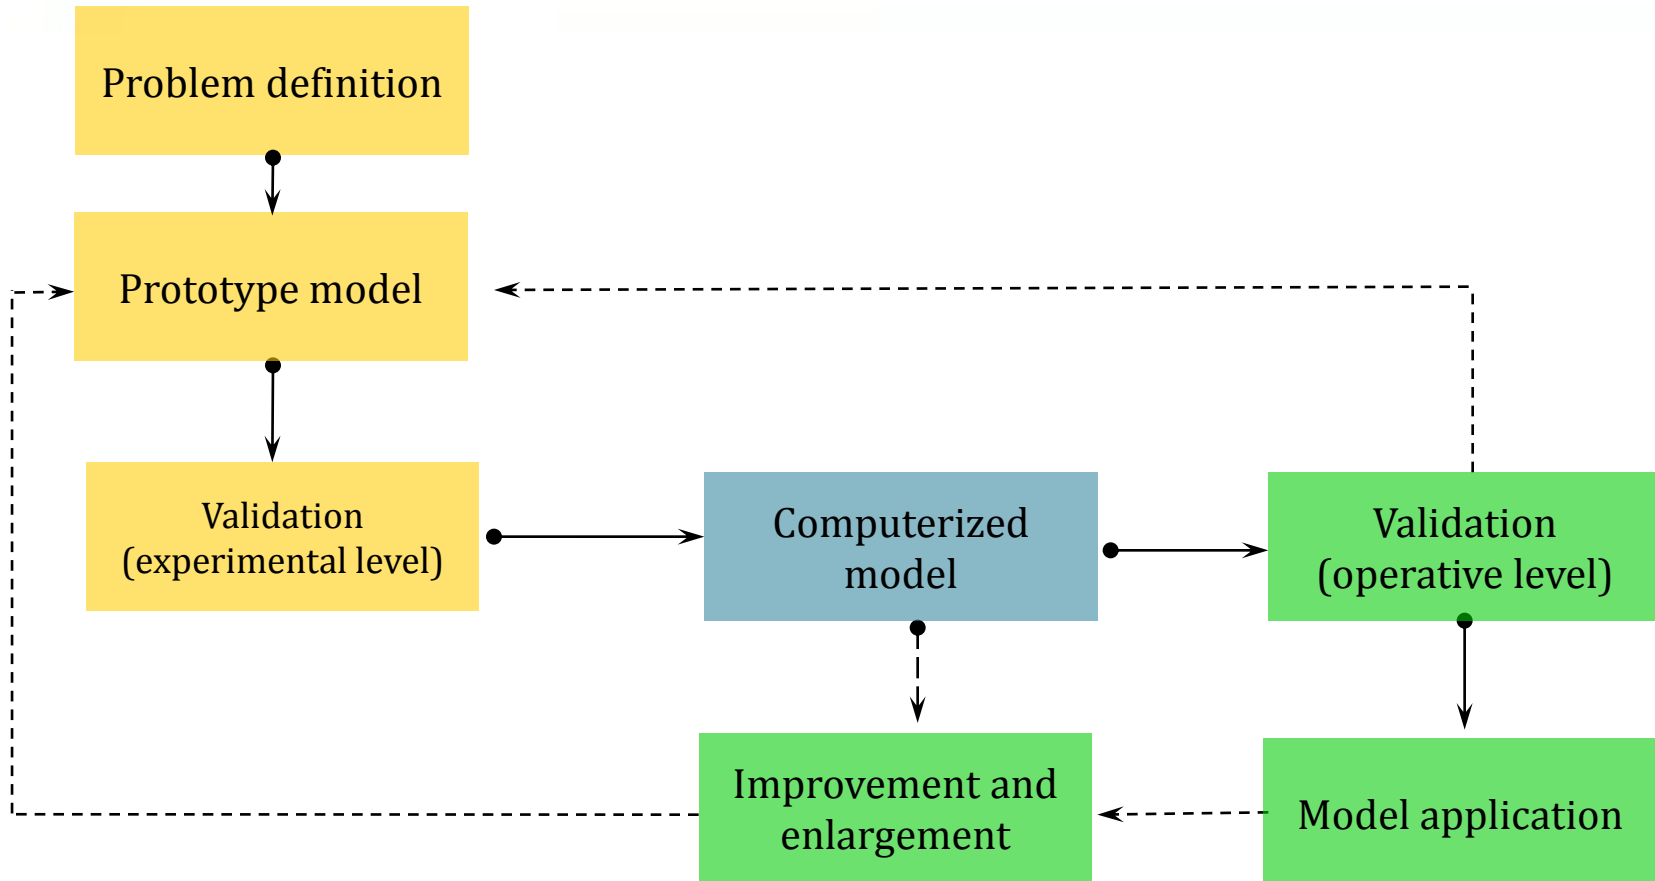 Problem definition
Prototype model
Validation
(experimental level)
Computerized
model
Validation
(operative level)
Improvement and
enlargement
Model application